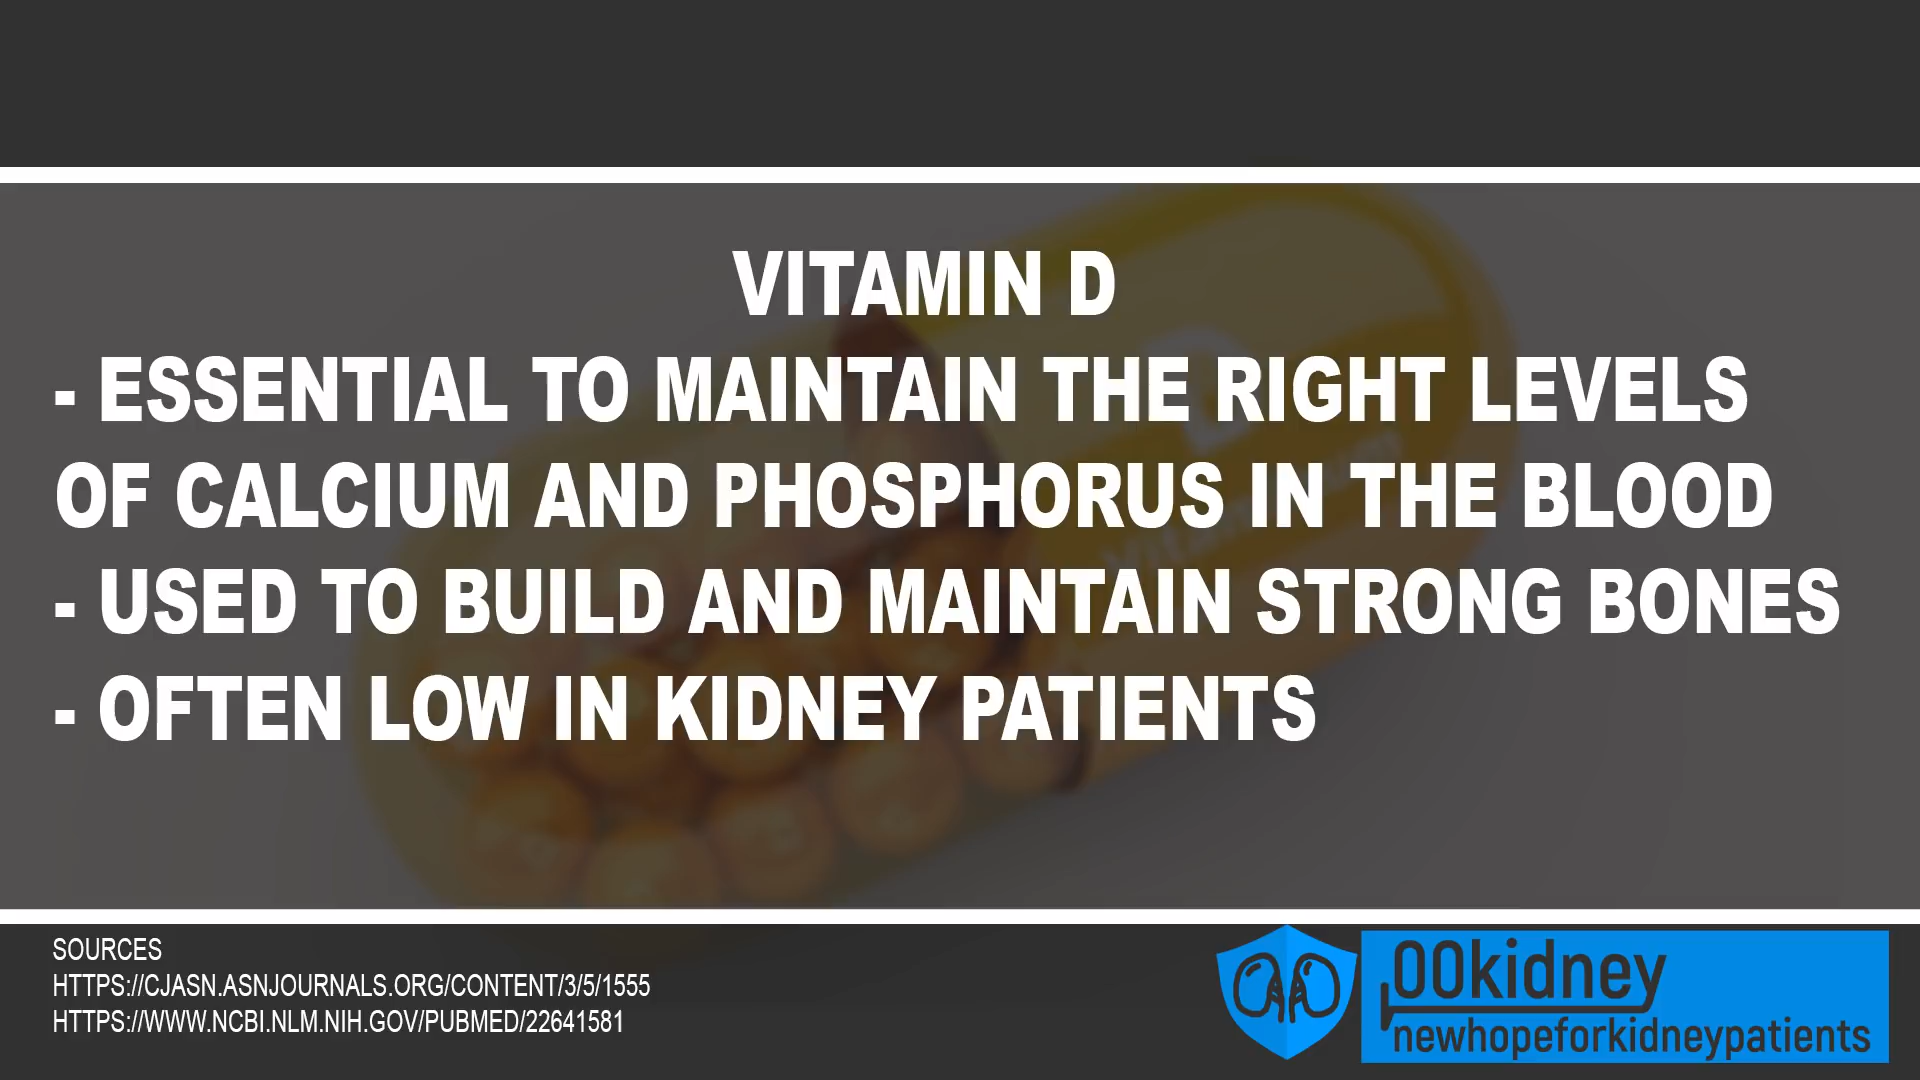 VITAMIN D
- ESSENTIAL TO MAINTAIN THE RIGHT LEVELS
OF CALCIUM AND PHOSPHORUS IN THE BLOOD
- USED TO BUILD AND MAINTAIN STRONG BONES
- OFTEN LOW IN KIDNEY PATIENTS
SOURCES
HTTPS://CJASN.ASNJOURNALS.ORG/CONTENT/3/5/1555
HTTPS://WWW.NCBI.NLM.NIH.GOV/PUBMED/22641581
00kidney
newhopeforkidneypatients